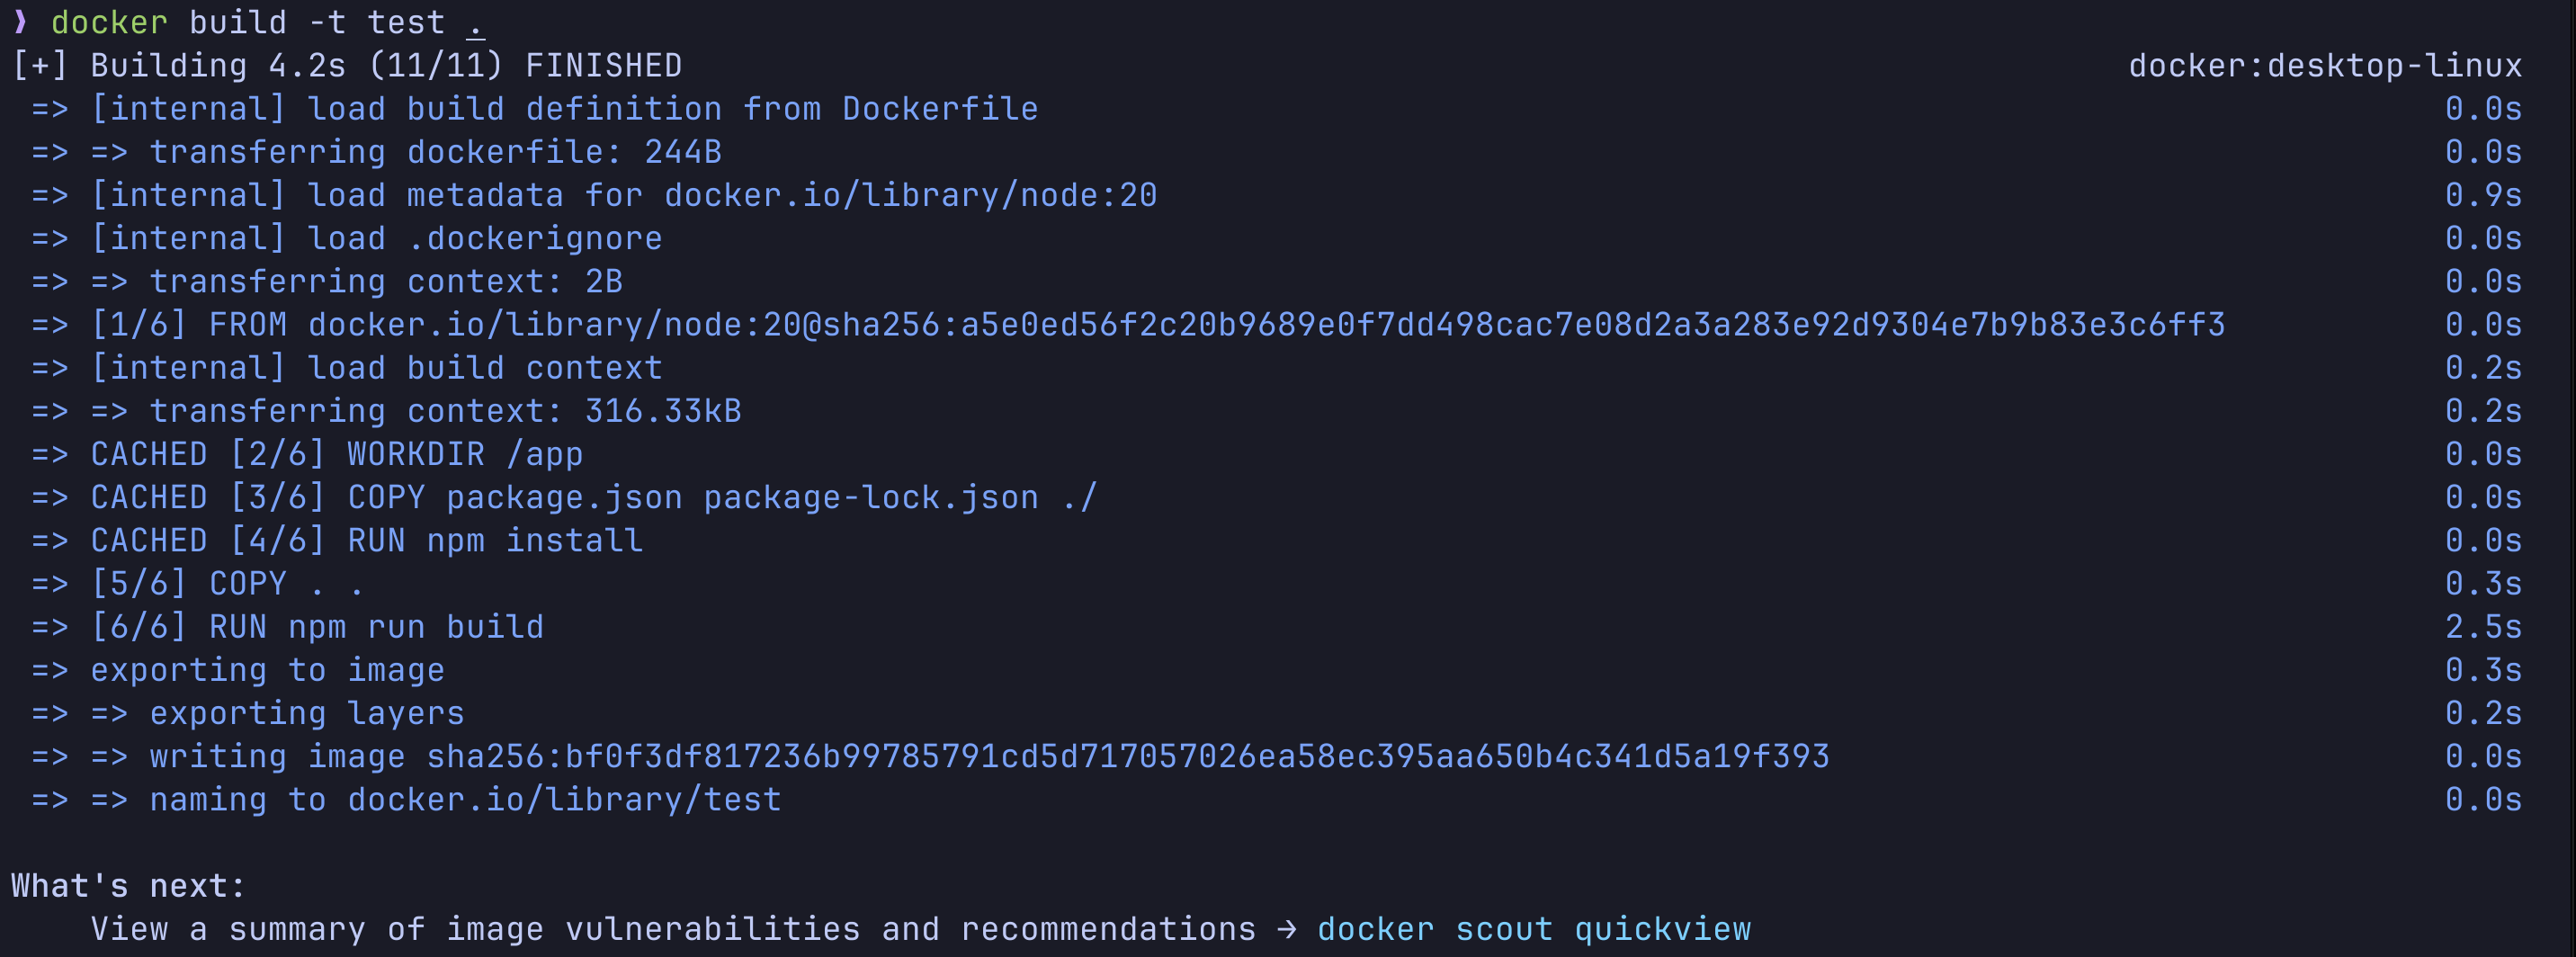 ❯ docker build -t test .
[+] Building 4.2s (11/11) FINISHED docker:desktop-linux
=> [internal] load build definition from Dockerfile 0.0s
=> => transferring dockerfile: 244B 0.0s
=> [internal] load metadata for docker.io/library/node:20 0.9s
=> [internal] load .dockerignore 0.0s
=> => transferring context: 2B 0.0s
=> [1/6] FROM docker.io/library/node:20@sha256:a5e0ed56f2c20b9689e0f7dd498cac7e08d2a3a283e92d9304e7b9b83e3c6ff3 0.0s
=> [internal] load build context 0.2s
=> => transferring context: 316.33kB 0.2s
=> CACHED [2/6] WORKDIR /app 0.0s
=> CACHED [3/6] COPY package.json package-lock.json ./ 0.0s
=> CACHED [4/6] RUN npm install 0.0s
=> [5/6] COPY . . 0.3s
=> [6/6] RUN npm run build 2.5s
=> exporting to image 0.3s
=> => exporting layers 0.2s
=> => writing image sha256:bf0f3df817236b99785791cd5d717057026ea58ec395aa650b4c341d5a19f393 0.0s
=> => naming to docker.io/library/test 0.0s
What's next:
View a summary of image vulnerabilities and recommendations → docker scout quickview